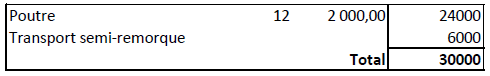 Poutre 12 2 000,00 24000
Transport semi-remorque 6000
Total 30000